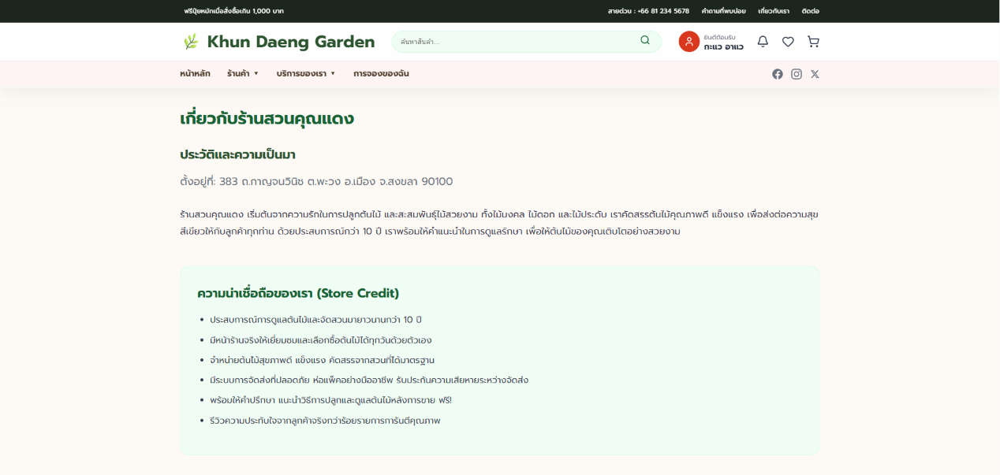 ฟรีปุ๋ยหมักเมื่อสั่งซื้อเกิน 1,000 บาท
สายด่วน : +66 81 234 5678 คำถามที่พบบ่อย เกี่ยวกับเรา ติดต่อ
Khun Daeng Garden
ค้นหาสินค้า...
ยินดีต้อนรับ
กะแว อาแว
หน้าหลัก ร้านค้า ▼ บริการของเรา ▼ การจองของฉัน
เกี่ยวกับร้านสวนคุณแดง
ประวัติและความเป็นมา
ตั้งอยู่ที่: 383 ถ.กาญจนวินิช ต.พะวง อ.เมือง จ.สงขลา 90100
ร้านสวนคุณแดง เริ่มต้นจากความรักในการปลูกต้นไม้ และสะสมพันธุ์ไม้สวยงาม ทั้งไม้มงคล ไม้ดอก และไม้ประดับ เราคัดสรรต้นไม้คุณภาพดี แข็งแรง เพื่อส่งต่อความสุข
สีเขียวให้กับลูกค้าทุกท่าน ด้วยประสบการณ์กว่า 10 ปี เราพร้อมให้คำแนะนำในการดูแลรักษา เพื่อให้ต้นไม้ของคุณเติบโตอย่างสวยงาม
ความน่าเชื่อถือของเรา (Store Credit)
• ประสบการณ์การดูแลต้นไม้และจัดสวนมายาวนานกว่า 10 ปี
• มีหน้าร้านจริงให้เยี่ยมชมและเลือกซื้อต้นไม้ได้ทุกวันด้วยตัวเอง
• จำหน่ายต้นไม้สุขภาพดี แข็งแรง คัดสรรจากสวนที่ได้มาตรฐาน
• มีระบบการจัดส่งที่ปลอดภัย ห่อแพ็คอย่างมืออาชีพ รับประกันความเสียหายระหว่างจัดส่ง
• พร้อมให้คำปรึกษา แนะนำวิธีการปลูกและดูแลต้นไม้หลังการขาย ฟรี!
• รีวิวความประทับใจจากลูกค้าจริงกว่าร้อยรายการการันตีคุณภาพ